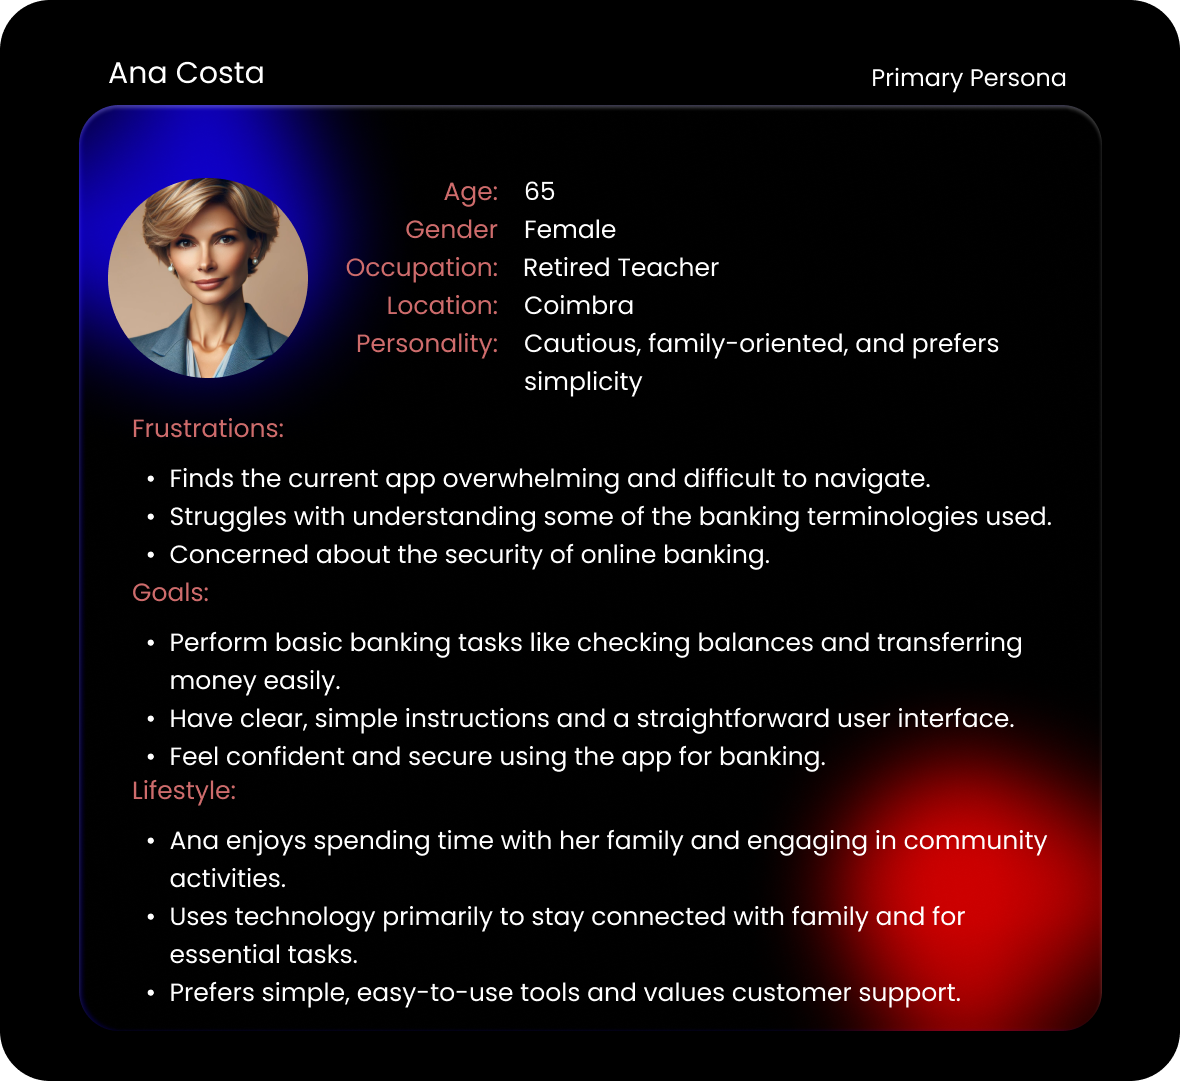 Ana Costa
Primary Persona
Age: 65
Gender Female
Occupation: Retired Teacher
Location: Coimbra
Personality: Cautious, family-oriented, and prefers
simplicity
Frustrations:
• Finds the current app overwhelming and difficult to navigate.
• Struggles with understanding some of the banking terminologies used.
• Concerned about the security of online banking.
Goals:
• Perform basic banking tasks like checking balances and transferring
money easily.
• Have clear, simple instructions and a straightforward user interface.
• Feel confident and secure using the app for banking.
Lifestyle:
• Ana enjoys spending time with her family and engaging in community
activities.
• Uses technology primarily to stay connected with family and for
essential tasks.
• Prefers simple, easy-to-use tools and values customer support.